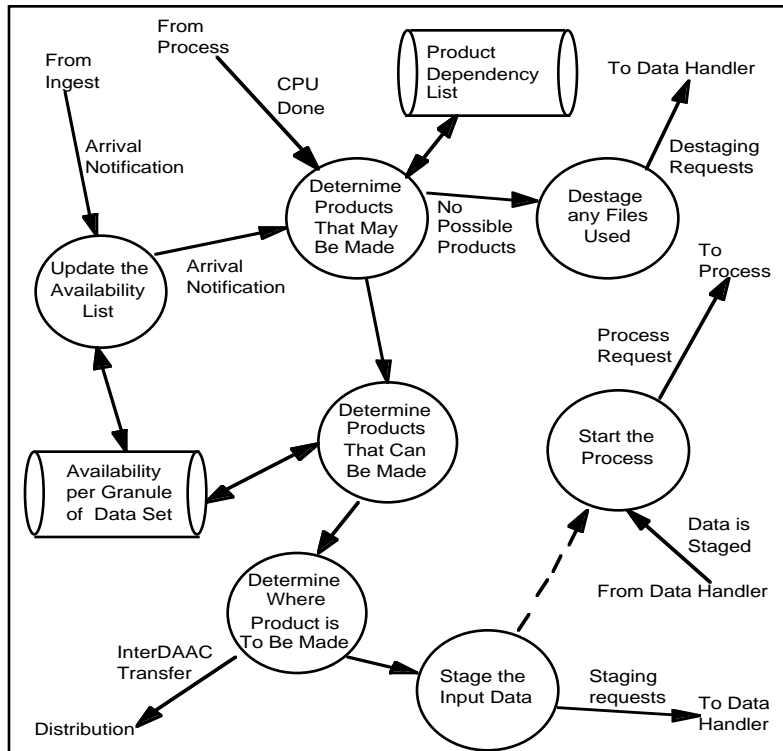 From
Process
From
Ingest
CPU
Done
Product
Dependency
List
To Data Handler
Arrival
Notification
Destaging
Requests
Deternime
Products
That May
Be Made
No
Possible
Products
Destage
any Files
Used
Update the
Availability
List
Arrival
Notification
To
Process
Process
Request
Determine
Products
That Can
Be Made
Start the
Process
Availability
per Granule
of Data Set
Data is
Staged
From Data Handler
Determine
Where
Product is
To Be Made
InterDAAC
Transfer
Stage the
Input Data
Staging
requests
Distribution
To Data
Handler